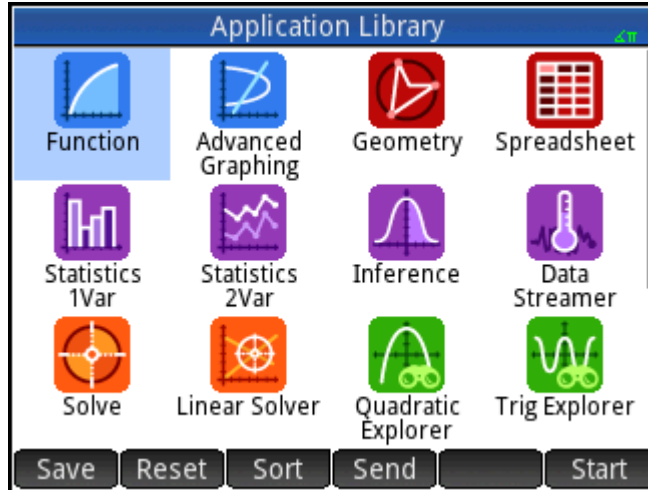 Application Library
∡π
Function
Advanced
Graphing
Geometry
Spreadsheet
Statistics
1Var
Statistics
2Var
Inference
Data
Streamer
Solve
Linear Solver
Quadratic
Explorer
Trig Explorer
Save Reset Sort Send Start